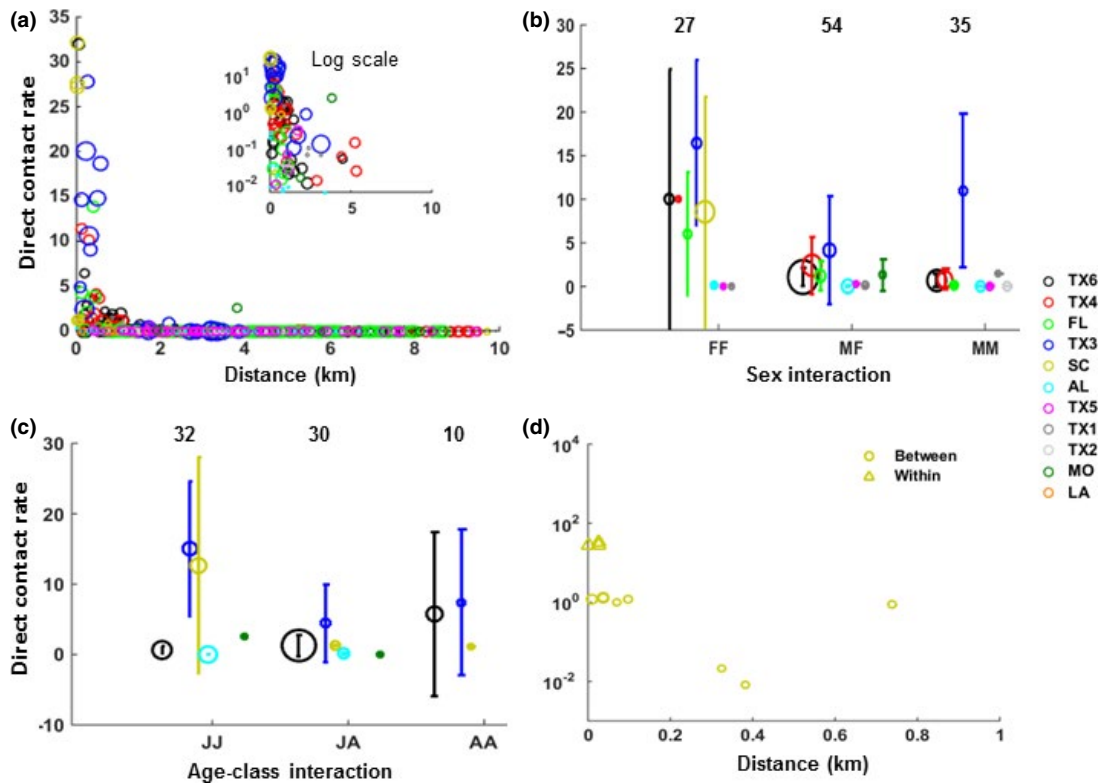 (a)
35
30
25
20
15
10
5
0
Direct contact rate
0 2 4 6 8 10
Distance (km)
Log scale
10^1
10^0
10^-1
10^-2
0 5 10
(b)
27 54 35
30
25
20
15
10
5
0
-5
FF MF MM
Sex interaction
TX6
TX4
FL
TX3
SC
AL
TX5
TX1
TX2
MO
LA
(c)
32 30 10
30
20
10
0
-10
Direct contact rate
JJ JA AA
Age-class interaction
(d)
10^4
10^2
10^0
10^-2
Between
Within
0 0.2 0.4 0.6 0.8 1
Distance (km)